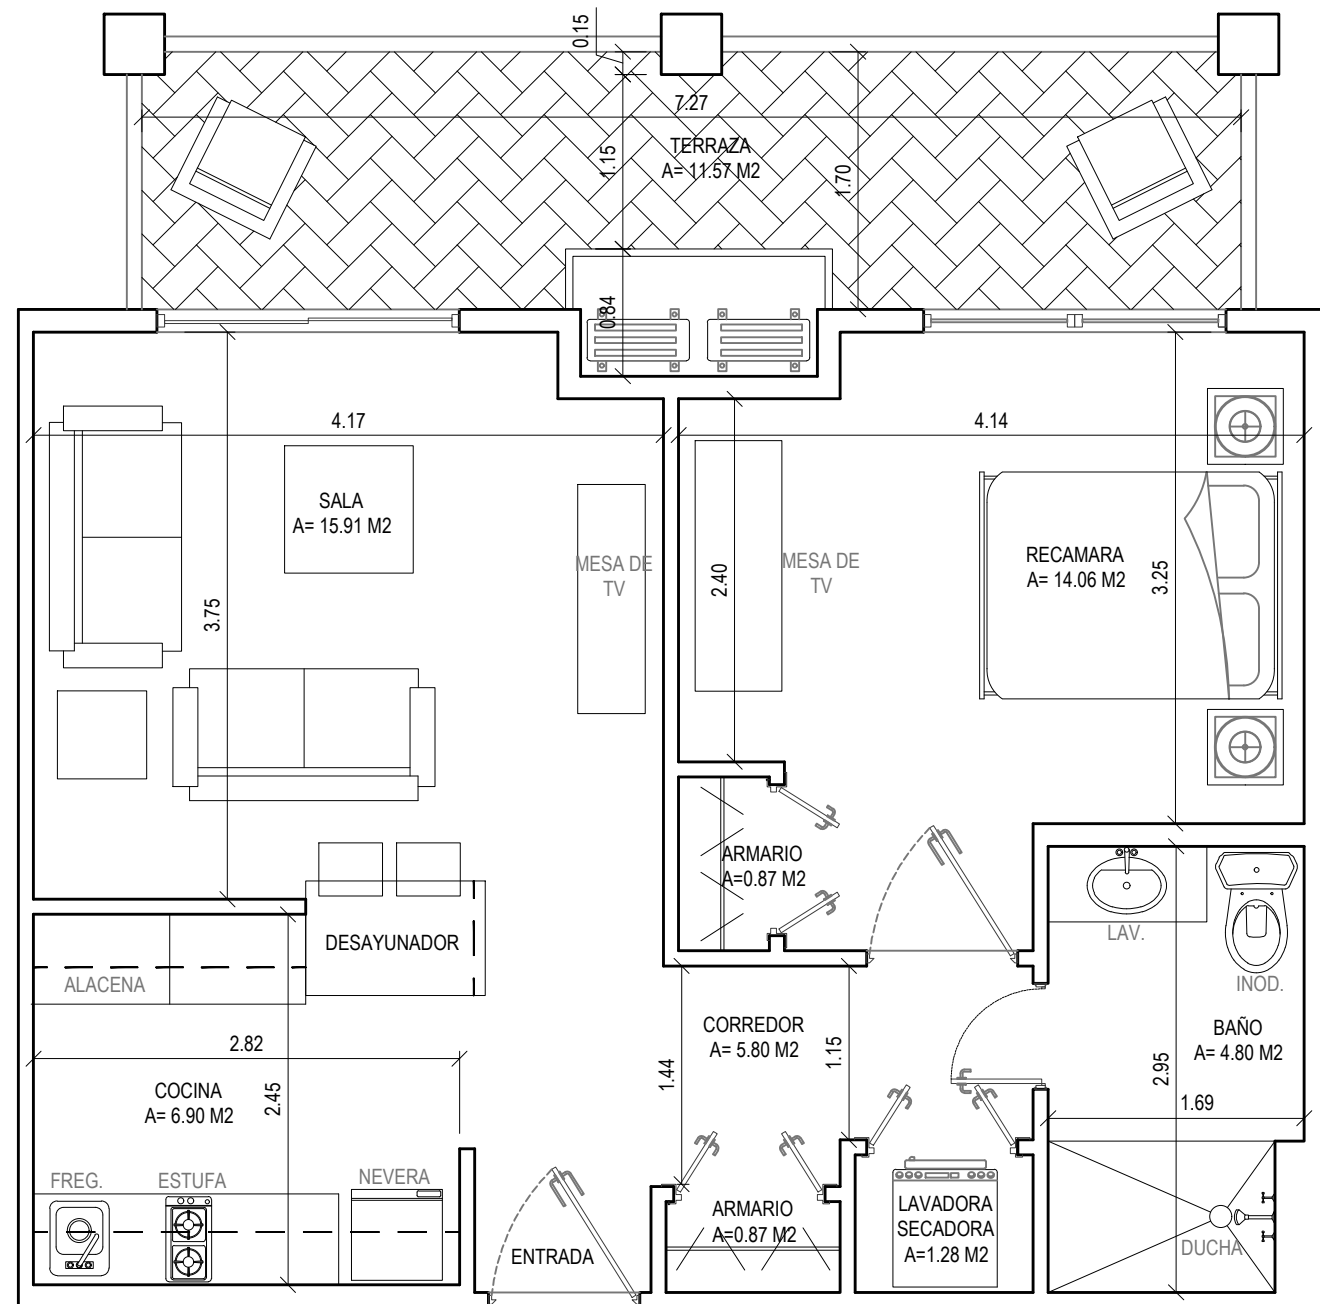 0.15
7.27
TERRAZA
A= 11.57 M2
1.15
1.70
0.84
4.17
4.14
SALA
A= 15.91 M2
MESA DE
TV
3.75
2.40
MESA DE
TV
RECAMARA
A= 14.06 M2
3.25
ARMARIO
A=0.87 M2
DESAYUNADOR
ALACENA
LAV.
INOD.
2.82
COCINA
A= 6.90 M2
2.45
CORREDOR
A= 5.80 M2
1.44
1.15
BAÑO
A= 4.80 M2
2.95
1.69
FREG.
ESTUFA
NEVERA
ENTRADA
ARMARIO
A=0.87 M2
LAVADORA
SECADORA
A=1.28 M2
DUCHA